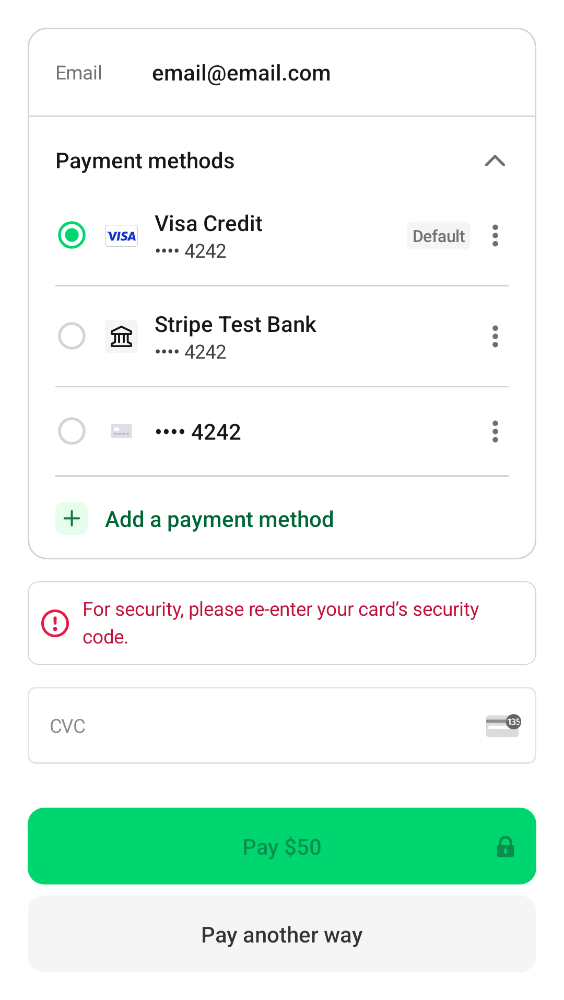 Email email@email.com
Payment methods
VISA Visa Credit
•••• 4242
Default
Stripe Test Bank
•••• 4242
•••• 4242
Add a payment method
For security, please re-enter your card’s security
code.
CVC
135
Pay $50
Pay another way